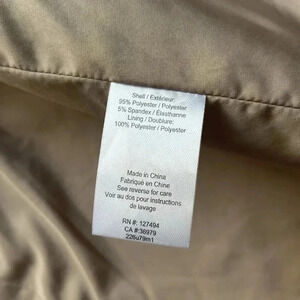 Shell / Extérieur:
95% Polyester / Polyester
5% Spandex / Élasthanne
Lining / Doublure:
100% Polyester / Polyester
Made in China
Fabriqué en Chine
See reverse for care
Voir au dos pour instructions
de lavage
RN #: 127494
CA #:36979
226u79m1